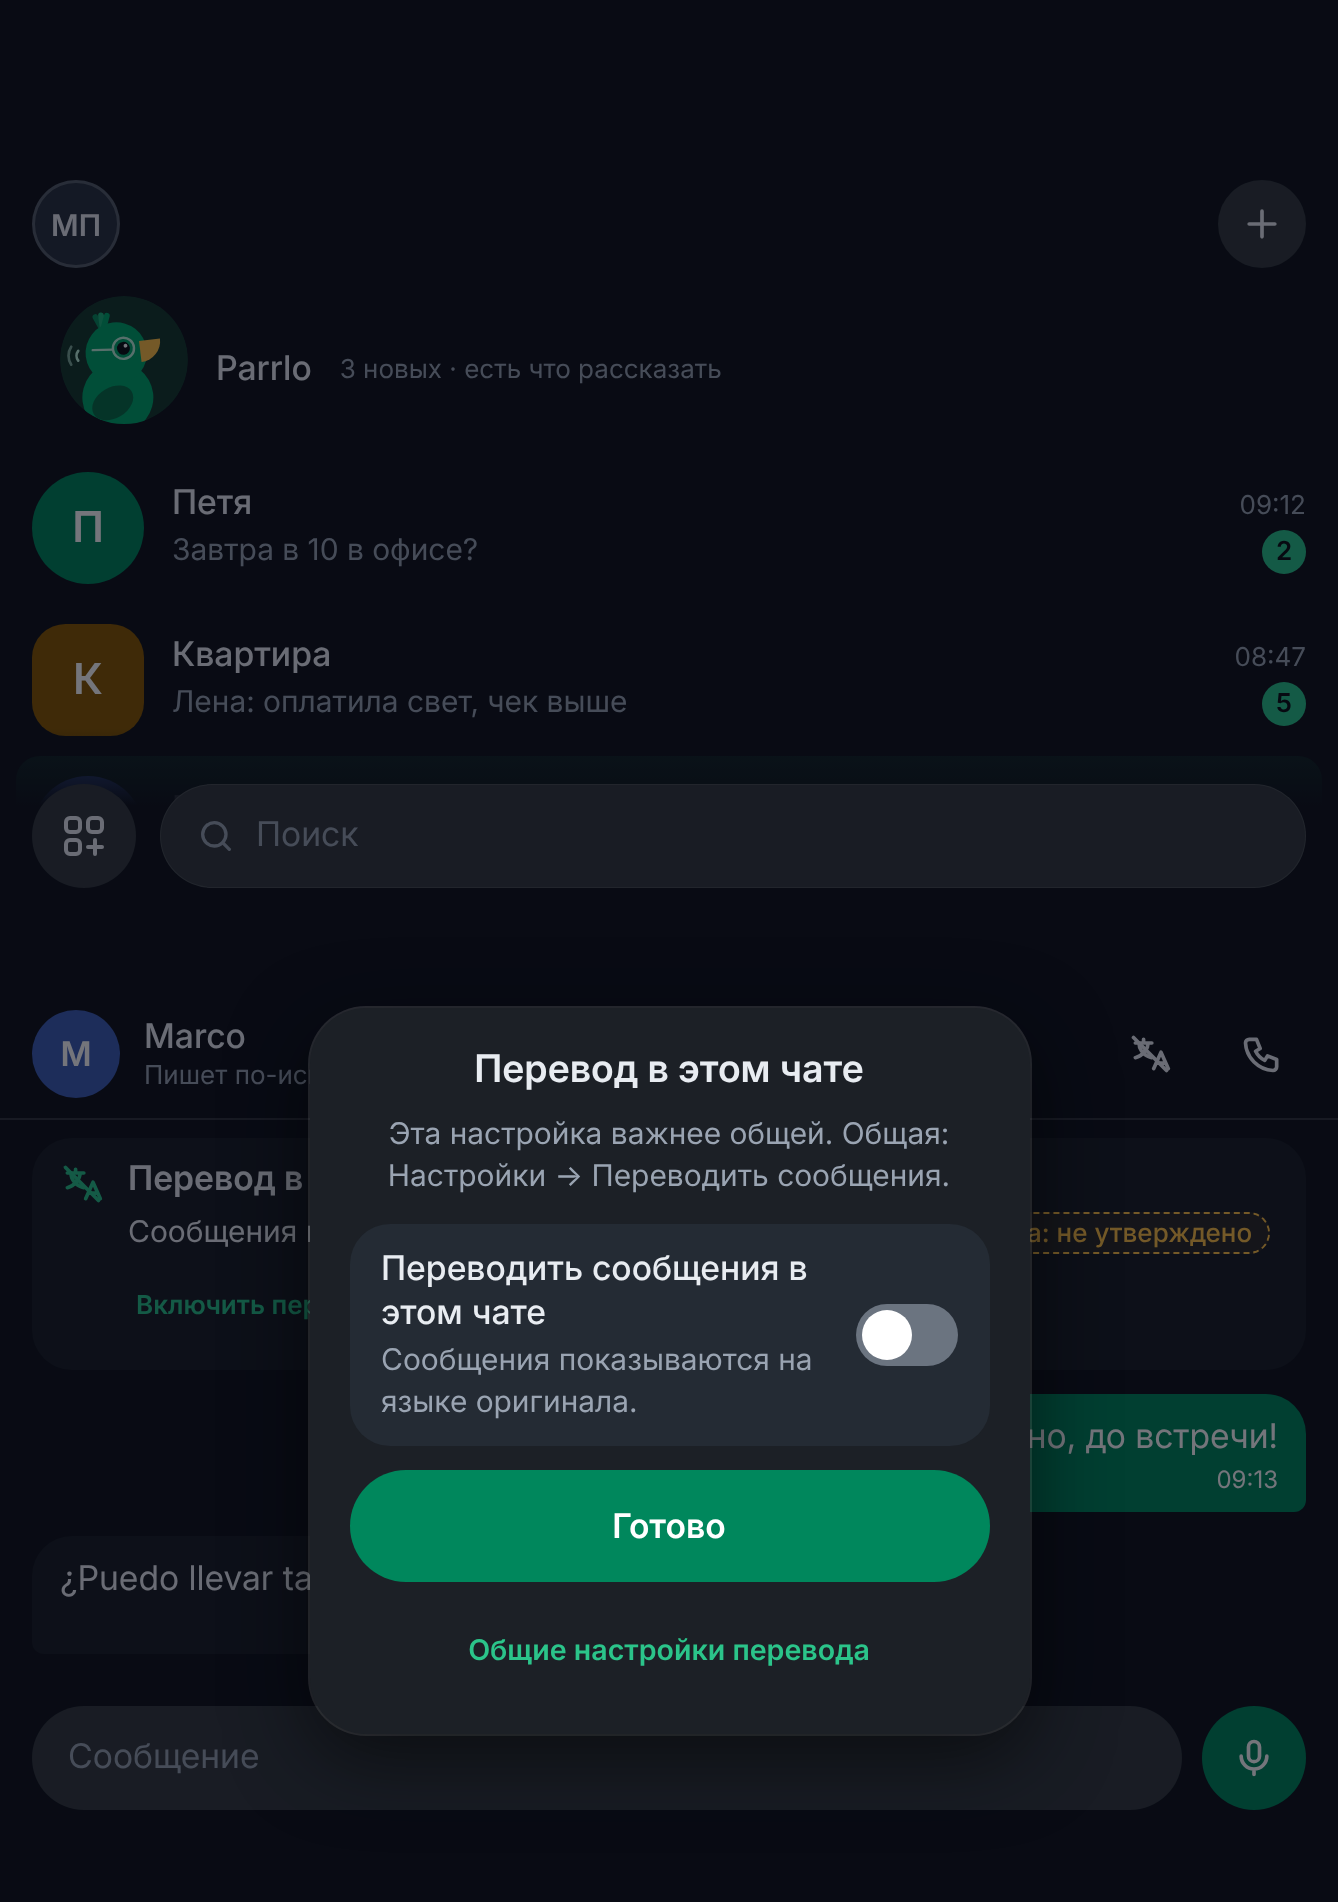 МП
Parrlo 3 новых · есть что рассказать
П
Петя
09:12
Завтра в 10 в офисе?
2
К
Квартира
08:47
Лена: оплатила свет, чек выше
5
Поиск
M
Marco
Пишет по-ис
Перевод в этом чате
Эта настройка важнее общей. Общая:
Настройки → Переводить сообщения.
Перевод в
Сообщения
а: не утверждено
Включить пер
Переводить сообщения в
этом чате
Сообщения показываются на
языке оригинала.
но, до встречи!
09:13
Готово
¿Puedo llevar ta
Общие настройки перевода
Сообщение